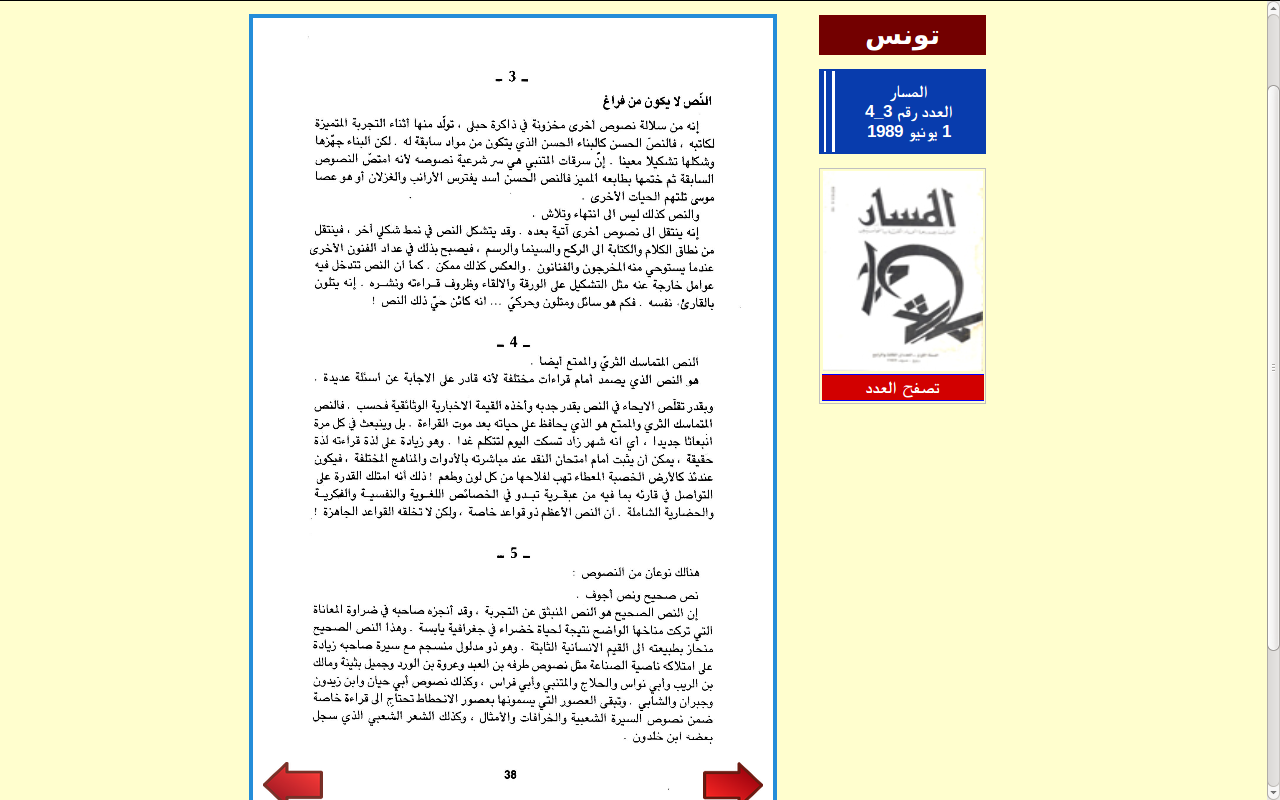 ـ 3 ـ
النّص لا يكون من فراغ
إنه من سلالة نصوص أخرى مخزونة في ذاكرة حبلى ، تولّد منها أثناء التجربة المتميزة
لكاتبه ، فالنصّ الحسن كالبناء الحسن الذي يتكون من مواد سابقة له . لكن البناء جهّزها
وشكلها تشكيلا معينا . إنّ سرقات المتنبي هي سر شرعية نصوصه لأنه امتصّ النصوص
السابقة ثم ختمها بطابعه المميز فالنص الحسن أسد يفترس الأرانب والغزلان أو هو عصا
موسى تلتهم الحيات الأخرى .
والنص كذلك ليس الى انتهاء وتلاش .
إنه ينتقل الى نصوص أخرى آتية بعده . وقد يتشكل النص في نمط شكلي آخر ، فينتقل
من نطاق الكلام والكتابة الى الركح والسينما والرسم ، فيصبح بذلك في عداد الفنون الأخرى
عندما يستوحي منه المخرجون والفنانون . والعكس كذلك ممكن . كما أن النص تتدخل فيه
عوامل خارجة عنه مثل التشكيل على الورقة والالقاء وظروف قـراءته ونشـره . إنه يتلون
بالقارئ نفسه . فكم هو سائل ومتلون وحركيّ ... انه كائن حيّ ذلك النص !
ـ 4 ـ
النص المتماسك الثريّ والممتع أيضا .
هو النص الذي يصمد أمام قراءات مختلفة لأنه قادر على الاجابة عن أسئلة عديدة .
وبقدر تقلّص الايحاء في النص بقدر جدبه وأخذه القيمة الاخبارية الوثائقية فحسب . فالنص
المتماسك الثري والممتع هو الذي يحافظ على حياته بعد موت القراءة . بل وينبعث في كل مرة
انبعاثا جديدا ، أي انه شهر زاد تسكت اليوم لتتكلم غدا . وهو زيادة على لذة قراءته لذة
حقيقة ، يمكن أن يثبت أمام امتحان النقد عند مباشرته بالأدوات والمناهج المختلفة ، فيكون
عندئذ كالأرض الخصبة المعطاء تهب لفلاحها من كل لون وطعم ! ذلك أنه امتلك القدرة على
التواصل في قارئه بما فيه من عبقـرية تبـدو في الخصائص اللغـوية والنفسيـة والفكريـة
والحضارية الشاملة . ان النص الأعظم ذو قواعد خاصة ، ولكن لا تخلقه القواعد الجاهزة !
ـ 5 ـ
هنالك نوعان من النصوص :
نص صحيح ونص أجوف .
إن النص الصحيح هو النص المنبثق عن التجربة ، وقد أنجزه صاحبه في ضراوة المعاناة
التي تركت مناخها الواضح نتيجة لحياة خضراء في جغرافية يابسة . وهذا النص الصحيح
منحاز بطبيعته الى القيم الانسانية الثابتة . وهو ذو مدلول منسجم مع سيرة صاحبه زيادة
على امتلاكه ناصية الصناعة مثل نصوص طرفه بن العبد وعروة بن الورد وجميل بثينة ومالك
بن الريب وأبي نواس والحلاج والمتنبي وأبي فراس ، وكذلك نصوص أبي حيان وابن زيدون
وجبران والشابي . وتبقى العصور التي يسمونها بعصور الانحطاط تحتاج الى قراءة خاصة
ضمن نصوص السيرة الشعبية والخرافات والأمثال ، وكذلك الشعر الشعبي الذي سجل
بعضه ابن خلدون .
38
تونس
المسار
العدد رقم 3_4
1 يونيو 1989
المسار
تصفح العدد